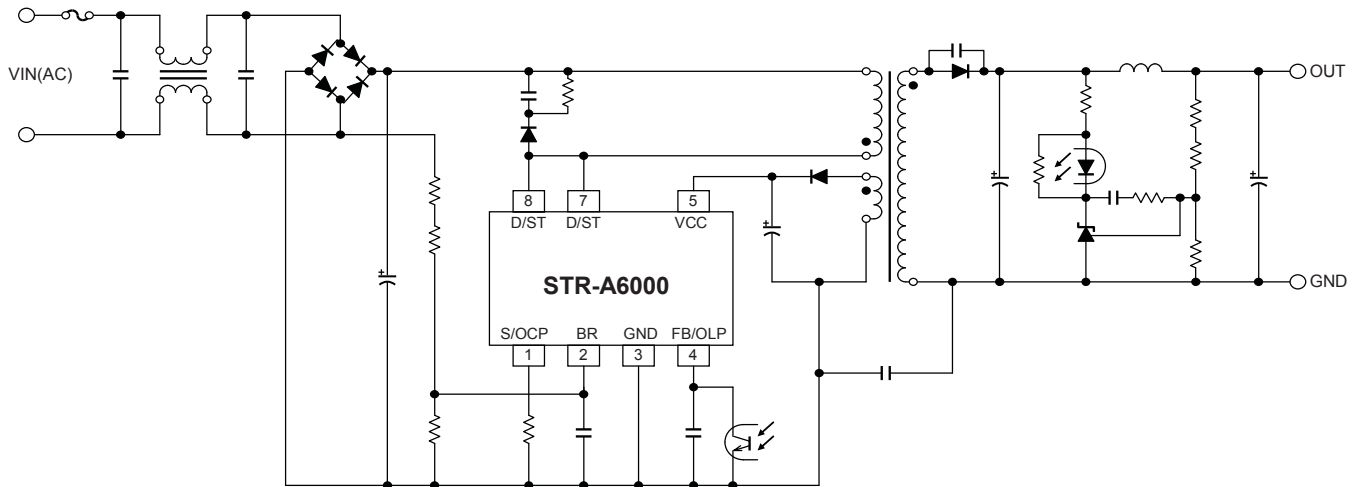 VIN(AC)
OUT
8
7
5
D/ST
D/ST
VCC
STR-A6000
GND
S/OCP
BR
GND
FB/OLP
1
2
3
4